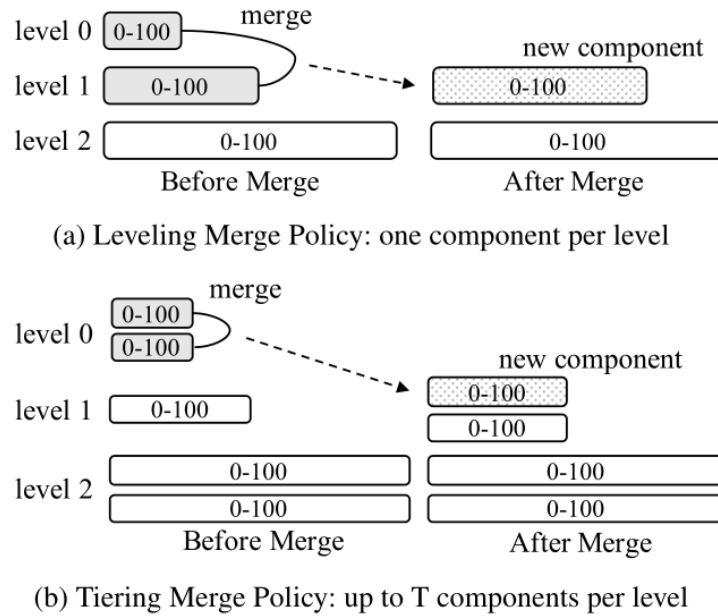 merge
level 0 0-100
new component
level 1 0-100 0-100
level 2 0-100 0-100
Before Merge After Merge
(a) Leveling Merge Policy: one component per level
merge
0-100
level 0
0-100
new component
0-100
level 1 0-100
0-100
0-100 0-100
level 2
0-100 0-100
Before Merge After Merge
(b) Tiering Merge Policy: up to T components per level